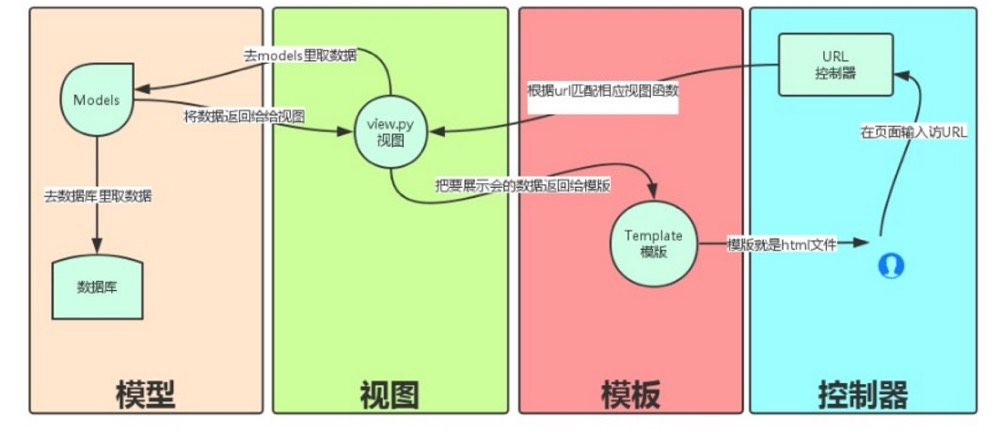 去models里取数据
Models
将数据返回给给视图
view.py
视图
去数据库里取数据
数据库
根据url匹配相应视图函数
把要展示会的数据返回给模版
Template
模版
URL
控制器
在页面输入访URL
模版就是html文件
模型
视图
模板
控制器